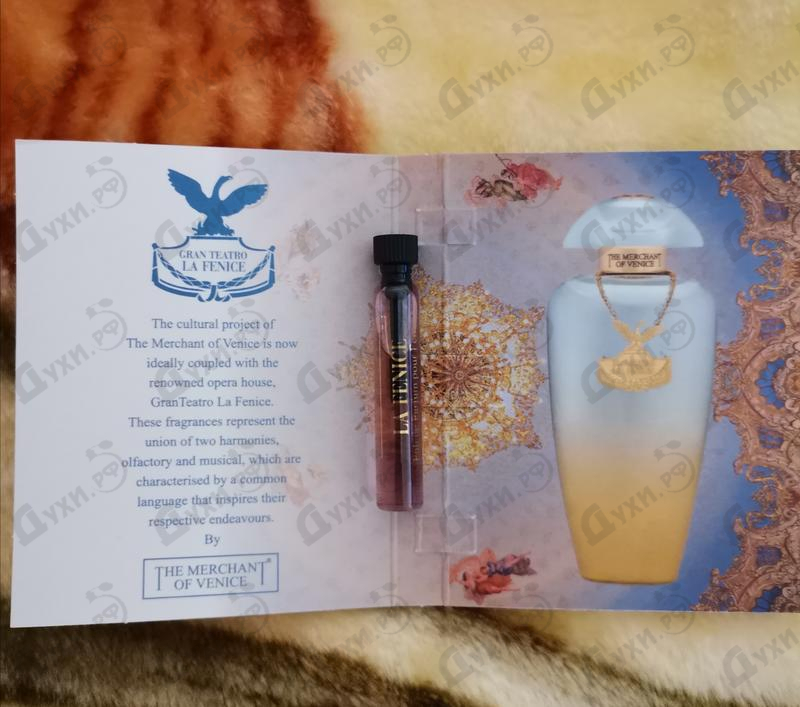 GRAN TEATRO
LA FENICE
The cultural project of
The Merchant of Venice is now
ideally coupled with the
renowned opera house,
GranTeatro La Fenice.
These fragrances represent the
union of two harmonies,
olfactory and musical, which are
characterised by a common
language that inspires their
respective endeavours.
By
THE MERCHANT
OF VENICE
LA FENICE
THE MERCHANT
OF VENICE
Духи.РФ